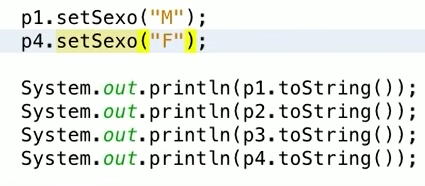 p1.setSexo("M");
p4.setSexo("F");
System.out.println(p1.toString());
System.out.println(p2.toString());
System.out.println(p3.toString());
System.out.println(p4.toString());